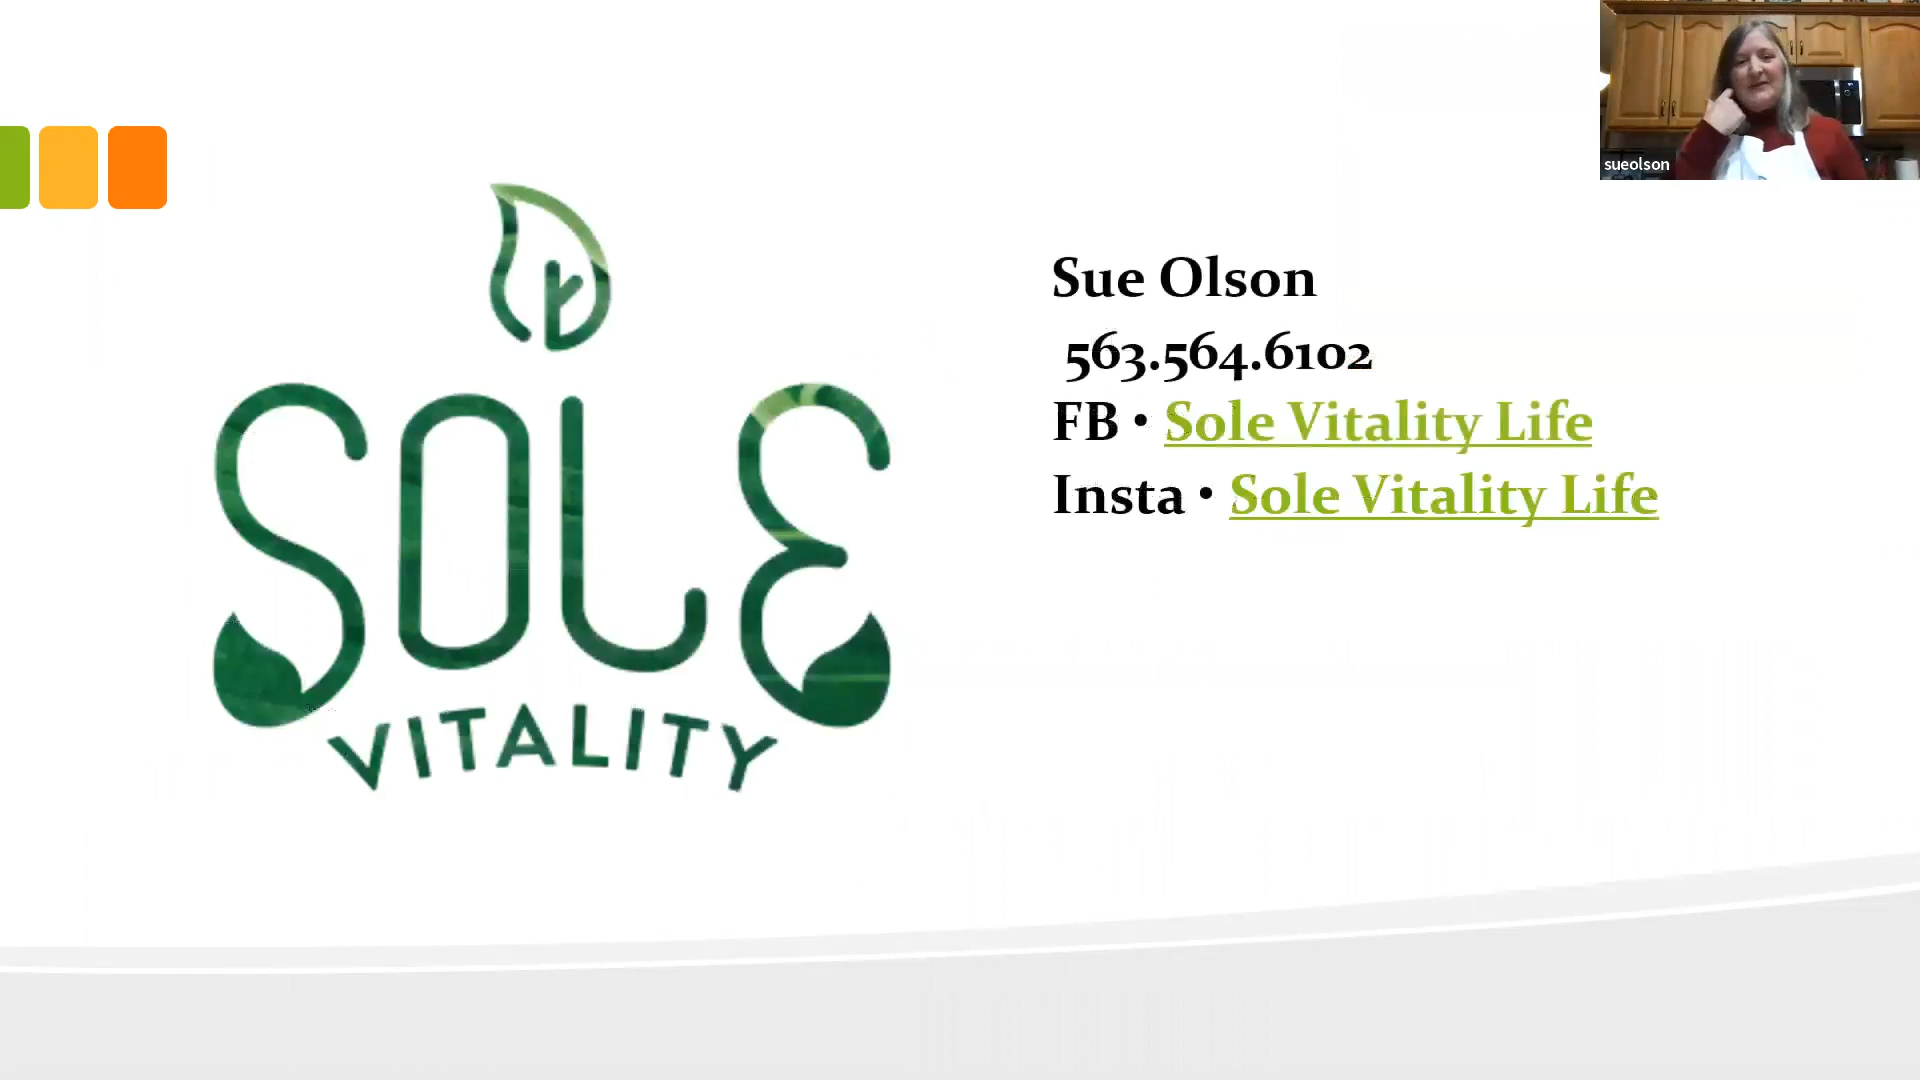 sueolson
Sue Olson
563.564.6102
FB • Sole Vitality Life
Insta • Sole Vitality Life
SOLE
VITALITY